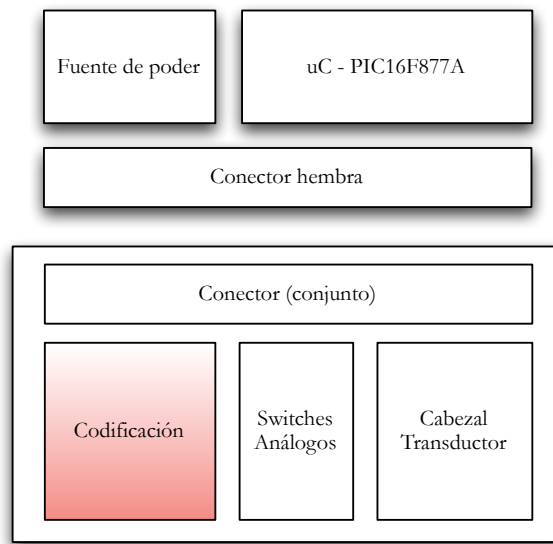 Fuente de poder
uC - PIC16F877A
Conector hembra
Conector (conjunto)
Codificación
Switches
Análogos
Cabezal
Transductor